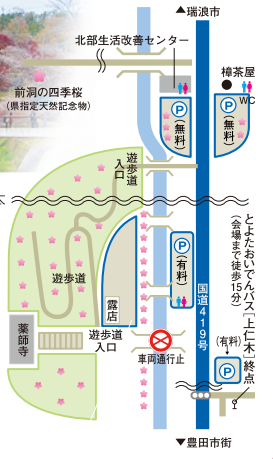 ▲瑞浪市
北部生活改善センター
樟茶屋
WC
前洞の四季桜
(県指定天然記念物)
P
(無料)
P
(無料)
遊歩道
入口
遊歩道
P
(有料)
国道419号
とよたおいでんバス[上仁木]終点
(会場まで徒歩15分)
露店
薬師寺
遊歩道
入口
車両通行止
(有料)
P
▼豊田市街